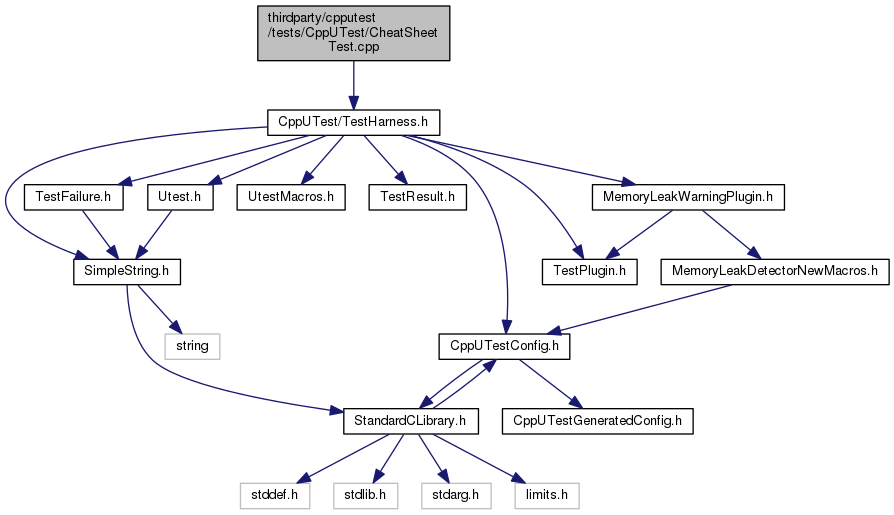 thirdparty/cpputest
/tests/CppUTest/CheatSheet
Test.cpp
CppUTest/TestHarness.h
TestFailure.h
Utest.h
UtestMacros.h
TestResult.h
MemoryLeakWarningPlugin.h
SimpleString.h
TestPlugin.h
MemoryLeakDetectorNewMacros.h
string
CppUTestConfig.h
StandardCLibrary.h
CppUTestGeneratedConfig.h
stddef.h
stdlib.h
stdarg.h
limits.h